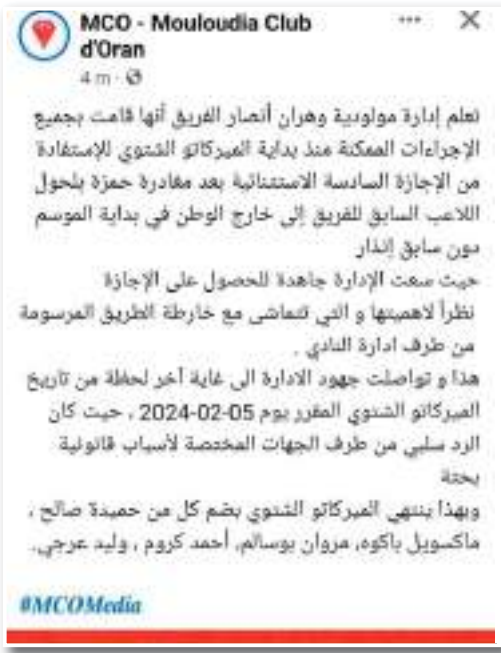 MCO - Mouloudia Club
d'Oran
4 m
تعلم إدارة مولودية وهران أنصار الفريق أنها قامت بجميع
الإجراءات الممكنة منذ بداية الميركاتو الشتوي للإستفادة
من الإجازة السادسة الاستثنائية بعد مغادرة حمزة بلحول
اللاعب السابق للفريق إلى خارج الوطن في بداية الموسم
دون سابق إنذار
حيث سعت الإدارة جاهدة للحصول على الإجازة
نظرأ لاهميتها و التي تتماشى مع خارطة الطريق المرسومة
من طرف ادارة النادي .
هذا و تواصلت جهود الادارة الى غاية آخر لحظة من تاريخ
الميركاتو الشتوي المقرر يوم 05-02-2024 ، حيث كان
الرد سلبي من طرف الجهات المختصة لأسباب قانونية
بحتة
وبهذا ينتهي الميركاتو الشتوي بضم كل من حميدة صالح ،
ماكسويل باكوه، مروان بوسالم، أحمد كروم ، وليد عرجي.
#MCOMedia